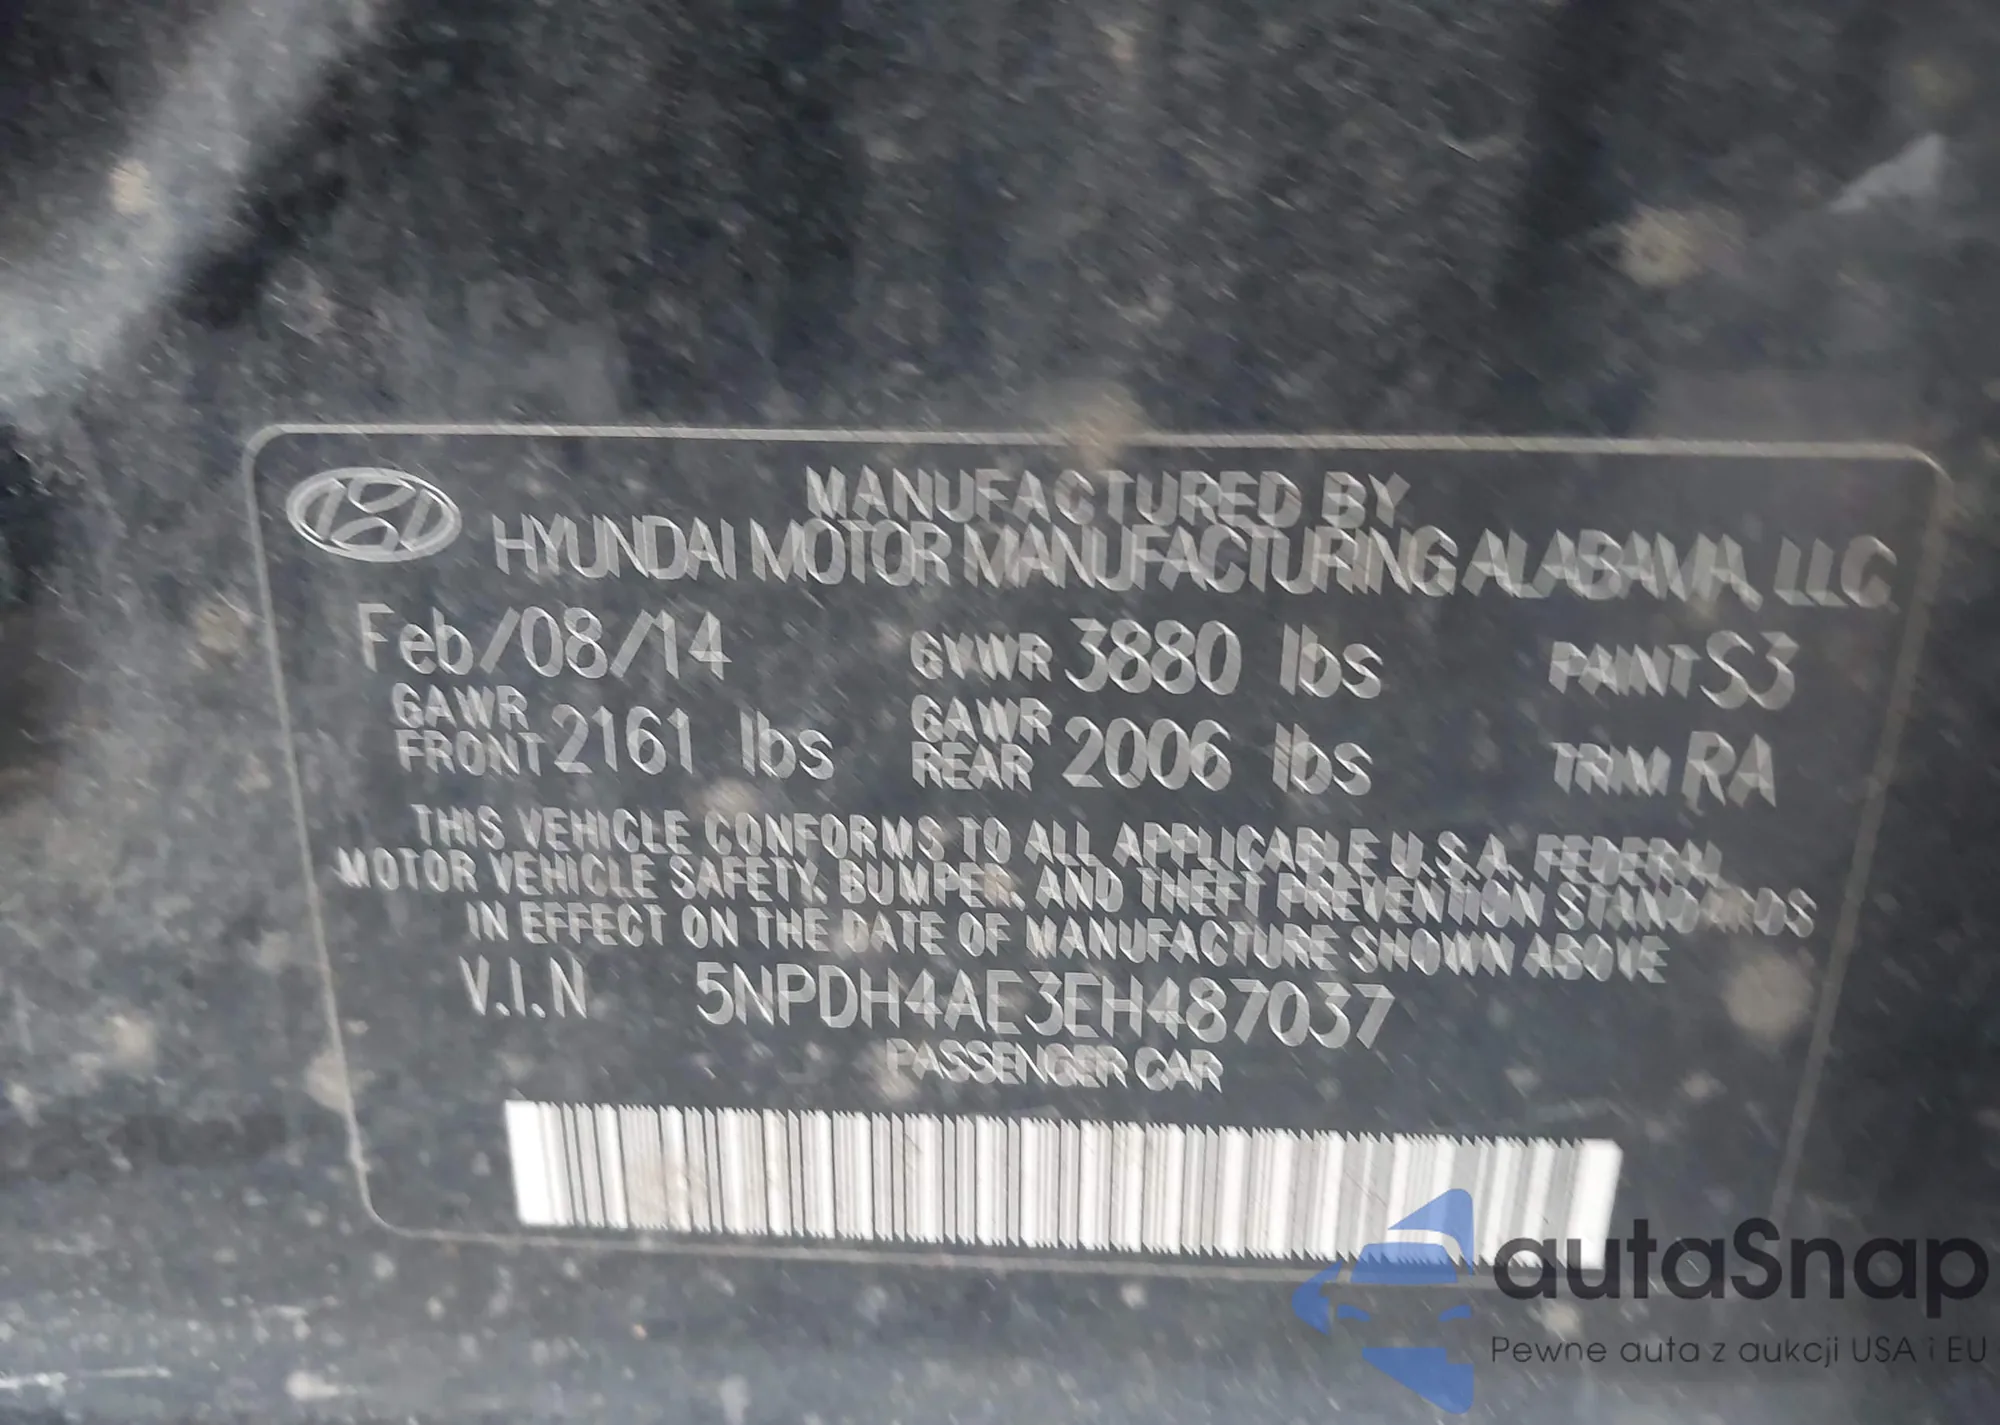 MANUFACTURED BY
HYUNDAI MOTOR MANUFACTURING ALABAMA, LLC
Feb/08/14 GVWR 3880 lbs PAINT S3
GAWR FRONT 2161 lbs GAWR REAR 2006 lbs TRIM RA
THIS VEHICLE CONFORMS TO ALL APPLICABLE U.S.A. FEDERAL
MOTOR VEHICLE SAFETY, BUMPER, AND THEFT PREVENTION STANDARDS
IN EFFECT ON THE DATE OF MANUFACTURE SHOWN ABOVE
V.I.N 5NPDH4AE3EH487037
PASSENGER CAR
autaSnap
Pewne auta z aukcji USA i EU